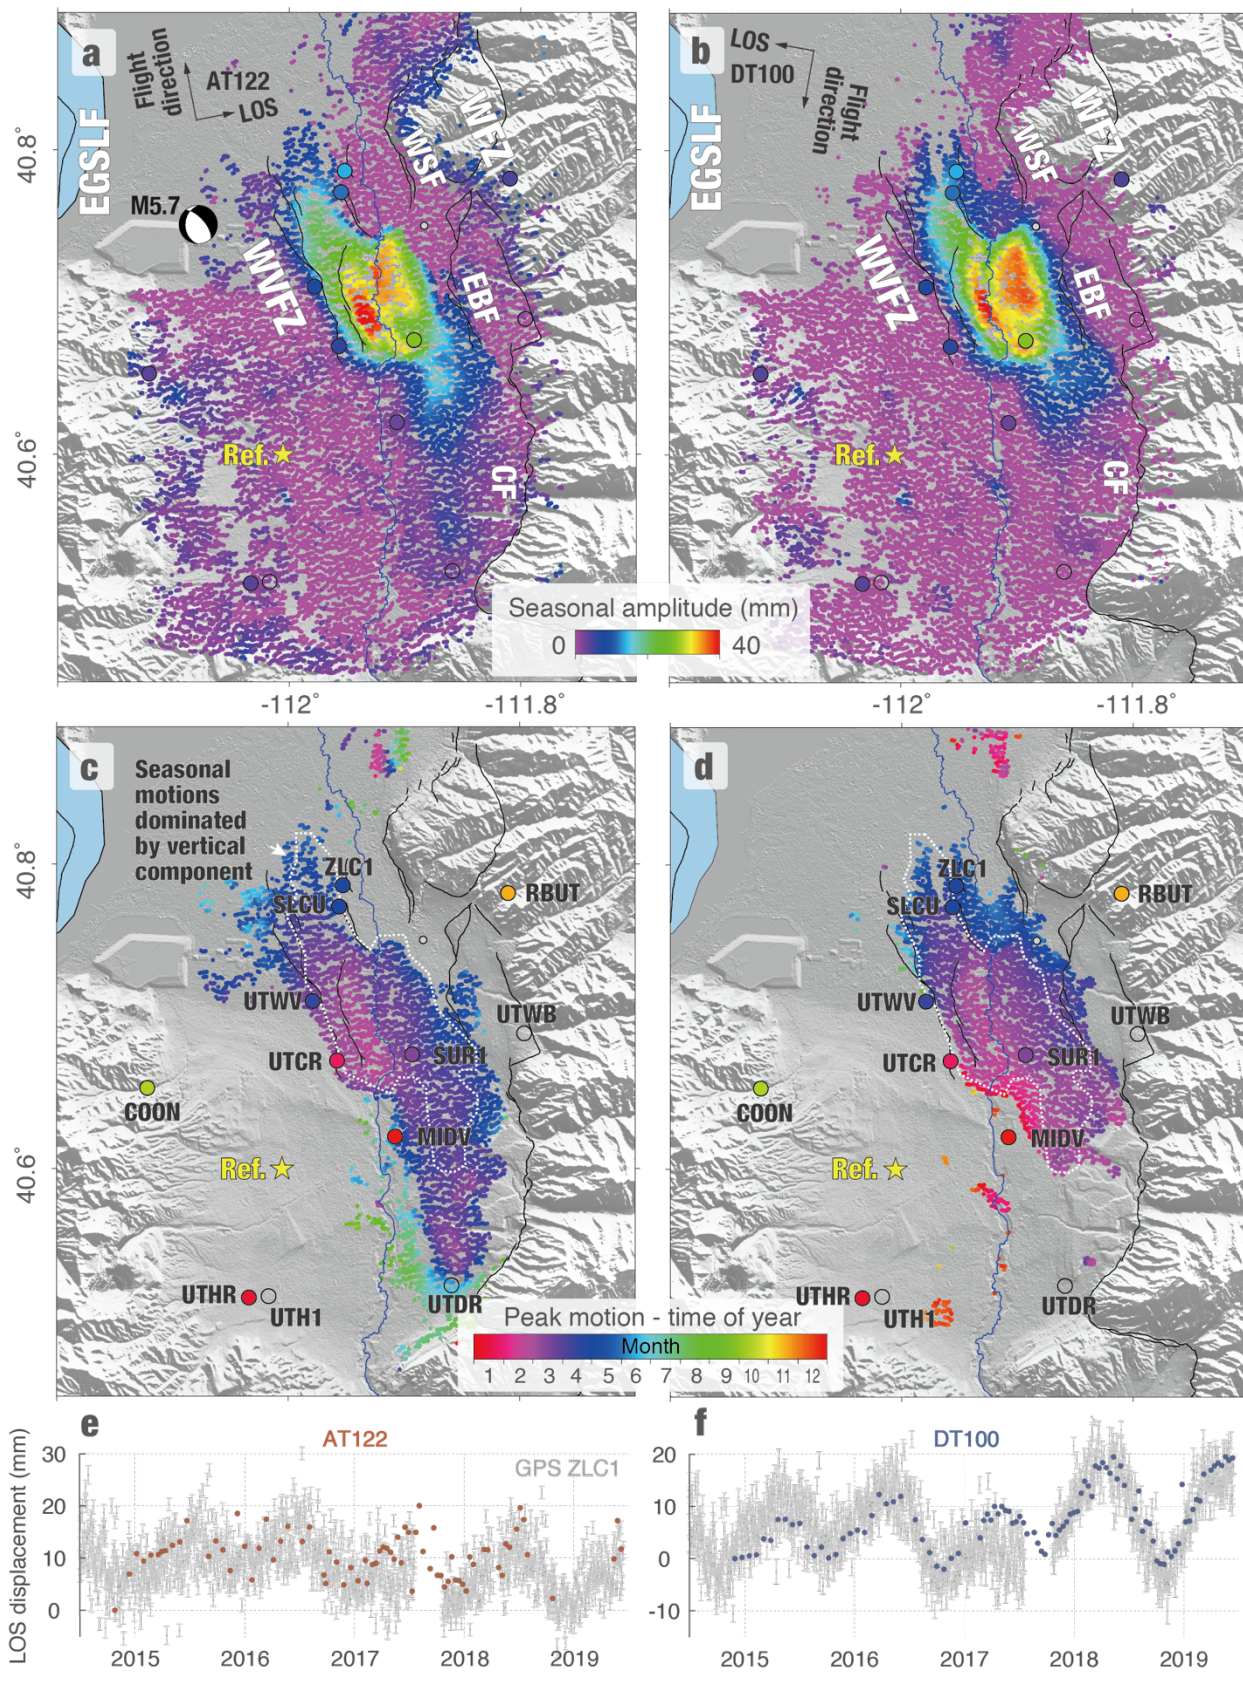 a
Flight
direction
AT122
LOS
EGSLF
M5.7
WVFZ
WSF
WFZ
EBF
CF
Ref.
40.8
40.6
b
LOS
DT100
Flight
direction
EGSLF
WVFZ
WSF
WFZ
EBF
CF
Ref.
Seasonal amplitude (mm)
0 40
-112° -111.8° -112° -111.8°
c
Seasonal
motions
dominated
by vertical
component
ZLC1
SLCU
RBUT
UTWV
UTWB
UTCR
SUR1
COON
MIDV
Ref.
UTHR
UTH1
UTDR
40.8
40.6
d
ZLC1
SLCU
RBUT
UTWV
UTWB
UTCR
SUR1
COON
MIDV
Ref.
UTHR
UTH1
UTDR
Peak motion - time of year
Month
1 2 3 4 5 6 7 8 9 10 11 12
e
AT122
GPS ZLC1
LOS displacement (mm)
30
20
10
0
2015 2016 2017 2018 2019
f
DT100
20
10
0
-10
2015 2016 2017 2018 2019